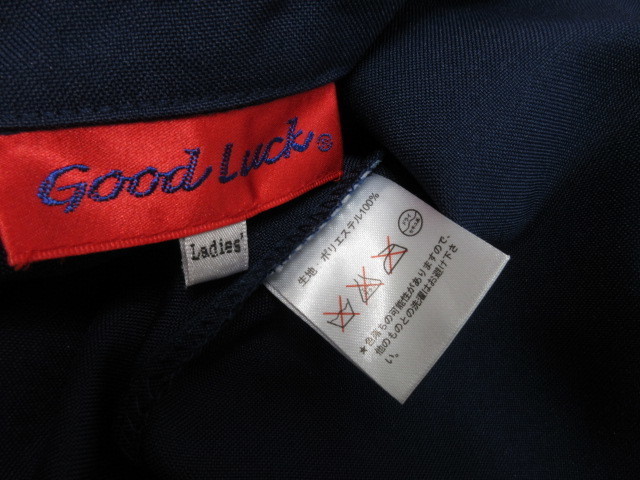 Good Luck®
Ladies'
生地：ポリエステル100%
★色落ちの可能性がありますので、
他のものとの洗濯はお避け下さ
い。